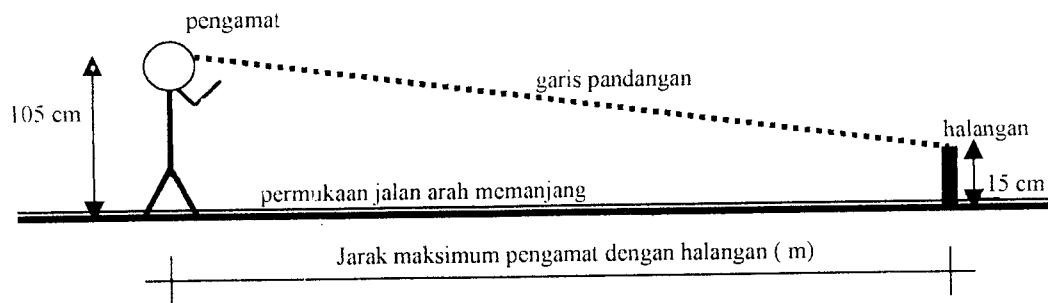 pengamat
garis pandangan
105 cm
halangan
15 cm
permukaan jalan arah memanjang
Jarak maksimum pengamat dengan halangan ( m)